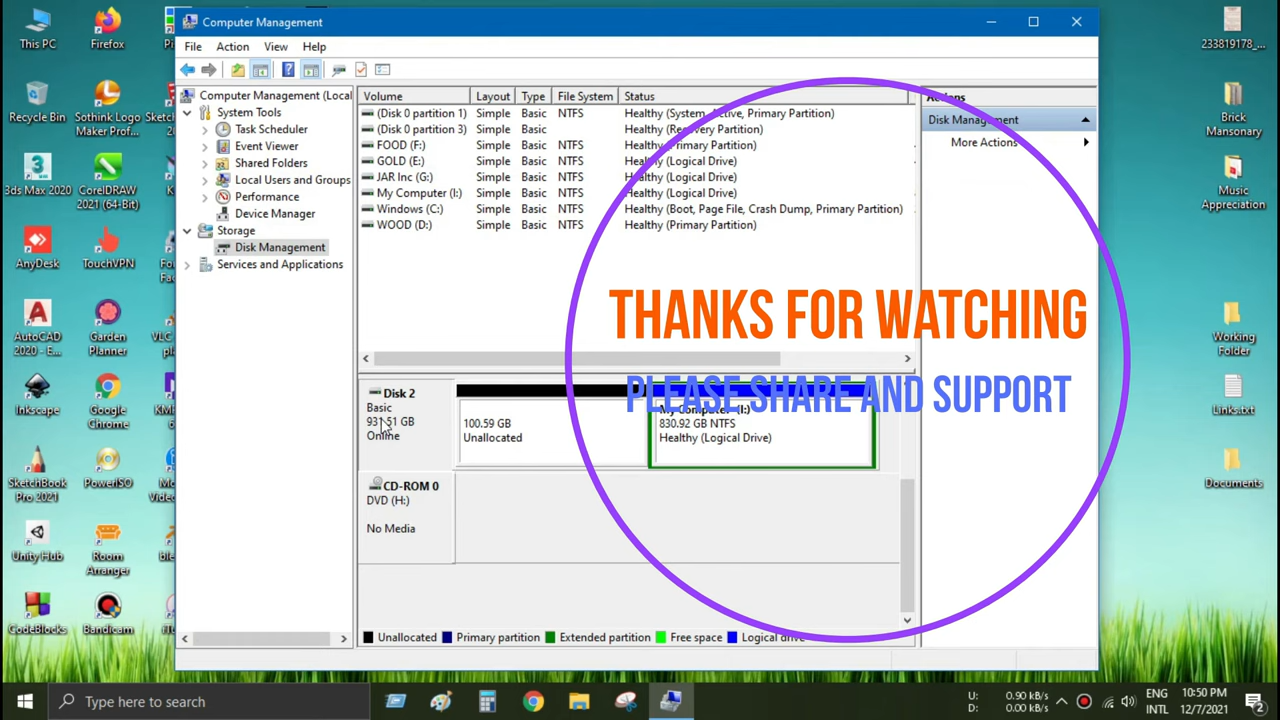 This PC
Firefox
Recycle Bin
Sothink Logo
Maker Prof...
3ds Max 2020
CorelDRAW
2021 (64-Bit)
AnyDesk
TouchVPN
AutoCAD
2020 - E...
Garden
Planner
Inkscape
Google
Chrome
SketchBook
Pro 2021
PowerISO
Unity Hub
Room
Arranger
CodeBlocks
Bandicam
Computer Management
File Action View Help
Computer Management (Local
System Tools
Task Scheduler
Event Viewer
Shared Folders
Local Users and Groups
Performance
Device Manager
Storage
Disk Management
Services and Applications
Volume Layout Type File System Status
(Disk 0 partition 1) Simple Basic NTFS Healthy (System, Active, Primary Partition)
(Disk 0 partition 3) Simple Basic Healthy (Recovery Partition)
FOOD (F:) Simple Basic NTFS Healthy (Primary Partition)
GOLD (E:) Simple Basic NTFS Healthy (Logical Drive)
JAR Inc (G:) Simple Basic NTFS Healthy (Logical Drive)
My Computer (I:) Simple Basic NTFS Healthy (Logical Drive)
Windows (C:) Simple Basic NTFS Healthy (Boot, Page File, Crash Dump, Primary Partition)
WOOD (D:) Simple Basic NTFS Healthy (Primary Partition)
Actions
Disk Management
More Actions
THANKS FOR WATCHING
PLEASE SHARE AND SUPPORT
Disk 2
Basic
931.51 GB
Online
100.59 GB
Unallocated
My Computer (I:)
830.92 GB NTFS
Healthy (Logical Drive)
CD-ROM 0
DVD (H:)
No Media
Unallocated Primary partition Extended partition Free space Logical drive
233819178_...
Brick
Mansonary
Music
Appreciation
Working
Folder
Links.txt
Documents
Type here to search
U: 0.90 kB/s
D: 0.00 kB/s
ENG
INTL
10:50 PM
12/7/2021
2